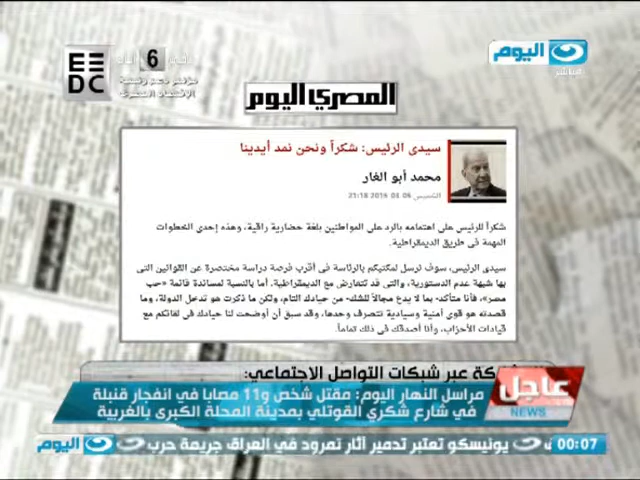 EEDC
6
اليوم
المصري اليوم
سيدى الرئيس: شكراً ونحن نمد أيدينا
محمد أبو الغار
الخميس
21:18
شكراً للرئيس على اهتمامه بالرد على المواطنين بلغة حضارية راقية، وهذه إحدى الخطوات
المهمة فى طريق الديمقراطية.
سيدى الرئيس، سوف نرسل لمكتبكم بالرئاسة فى أقرب فرصة دراسة مختصرة عن القوانين التى
بها شبهة عدم الدستورية، والتى قد تتعارض مع الديمقراطية. أما بالنسبة لمساندة قائمة «حب
مصر»، فأنا متأكد- بما لا يدع مجالاً للشك- من حيادك التام، ولكن ما ذكرت هو تدخل الدولة، وما
قصدته هو قوى أمنية وسيادية تتصرف وحدها، وقد سبق أن أوضحت لنا حيادك فى لقائكم مع
قيادات الأحزاب، وأنا أصدقك فى ذلك تماماً.
كة عبر شبكات التواصل الاجتماعي:
عاجل
NEWS
مراسل النهار اليوم: مقتل شخص و11 مصابا في انفجار قنبلة
في شارع شكري القوتلي بمدينة المحلة الكبرى بالغربية
00:07
يونيسكو تعتبر تدمير آثار نمرود في العراق جريمة حرب
اليوم